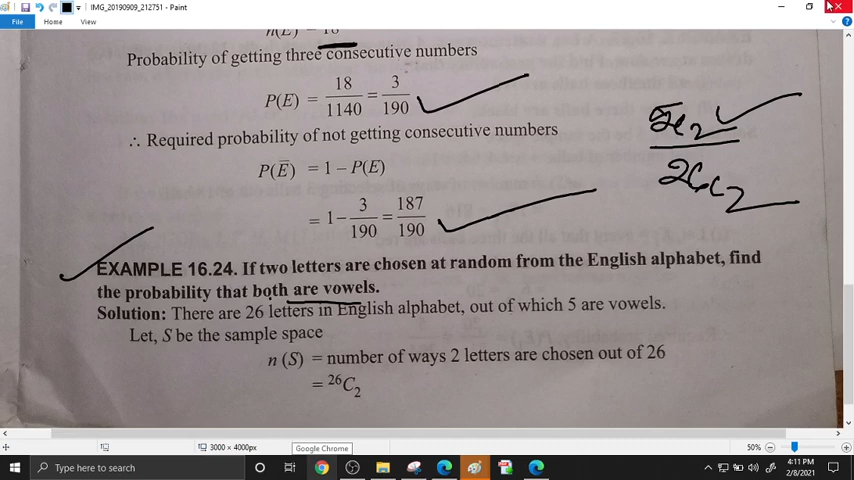 IMG_20190909_212751 - Paint
File Home View
n(E) = 18
Probability of getting three consecutive numbers
P(E) = 18/1140 = 3/190
∴ Required probability of not getting consecutive numbers
P(E̅) = 1 − P(E)
= 1 − 3/190 = 187/190
5C2
26C2
EXAMPLE 16.24. If two letters are chosen at random from the English alphabet, find
the probability that both are vowels.
Solution: There are 26 letters in English alphabet, out of which 5 are vowels.
Let, S be the sample space
n (S) = number of ways 2 letters are chosen out of 26
= ²⁶C₂
3000 × 4000px
Google Chrome
50%
Type here to search
4:11 PM
2/8/2021